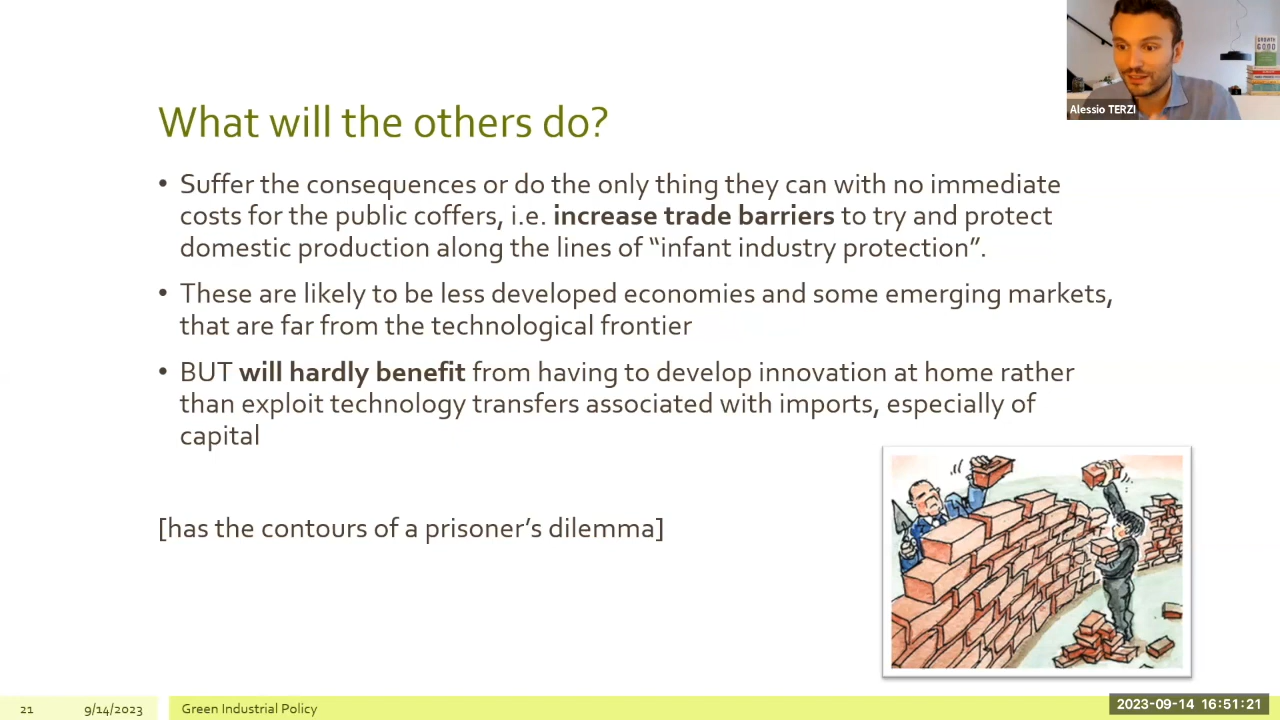 GROWTH
GOOD
Alessio TERZI
What will the others do?
• Suffer the consequences or do the only thing they can with no immediate
costs for the public coffers, i.e. increase trade barriers to try and protect
domestic production along the lines of “infant industry protection”.
• These are likely to be less developed economies and some emerging markets,
that are far from the technological frontier
• BUT will hardly benefit from having to develop innovation at home rather
than exploit technology transfers associated with imports, especially of
capital
[has the contours of a prisoner’s dilemma]
21
9/14/2023
Green Industrial Policy
2023-09-14 16:51:21